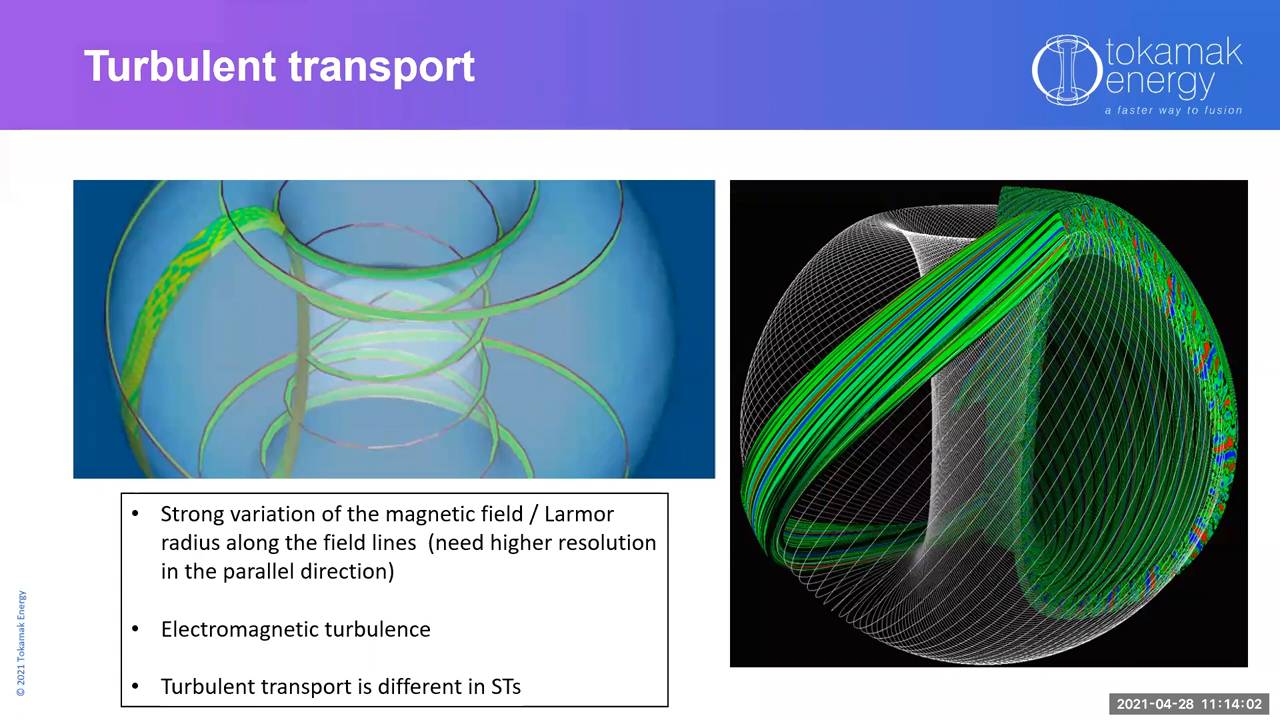 Turbulent transport
tokamak
energy
a faster way to fusion
• Strong variation of the magnetic field / Larmor
radius along the field lines (need higher resolution
in the parallel direction)
• Electromagnetic turbulence
• Turbulent transport is different in STs
© 2021 Tokamak Energy
2021-04-28 11:14:02